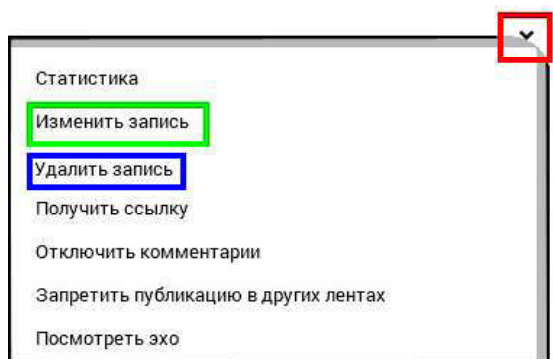 Статистика
Изменить запись
Удалить запись
Получить ссылку
Отключить комментарии
Запретить публикацию в других лентах
Посмотреть эхо